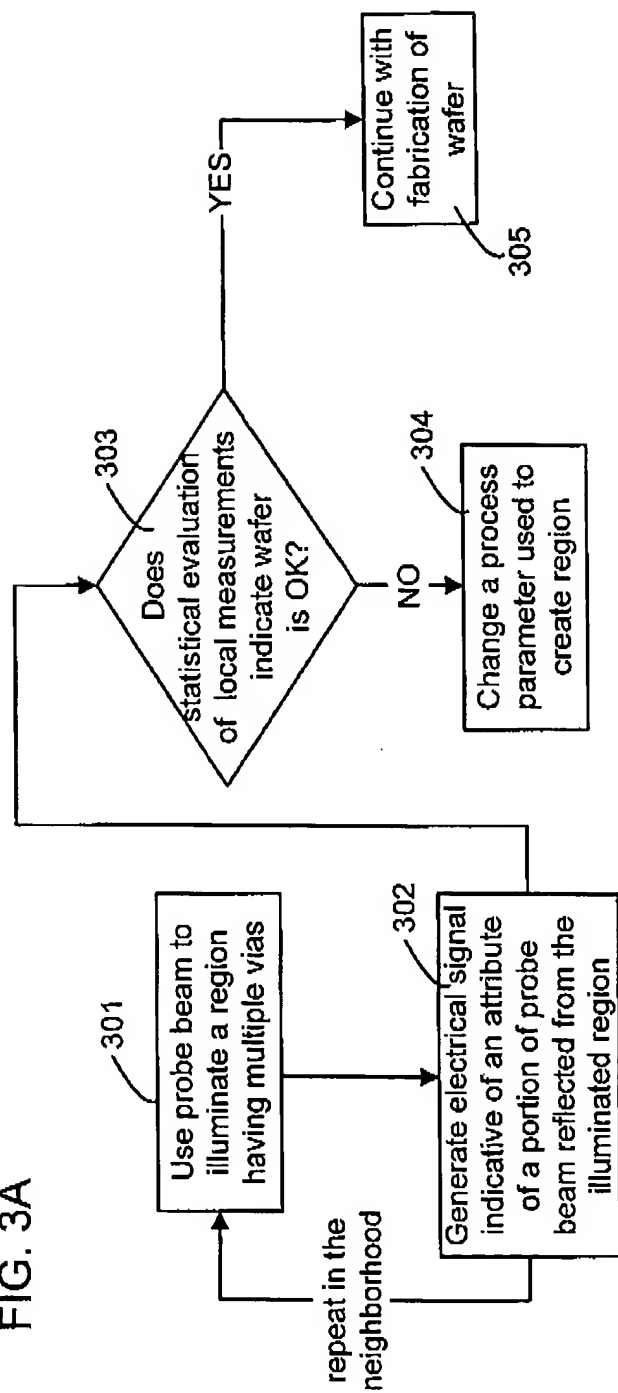 FIG. 3A
301
Use probe beam to
illuminate a region
having multiple vias
repeat in the
neighborhood
302
Generate electrical signal
indicative of an attribute
of a portion of probe
beam reflected from the
illuminated region
303
Does
statistical evaluation
of local measurements
indicate wafer
is OK?
YES
NO
304
Change a process
parameter used to
create region
Continue with
fabrication of
wafer
305